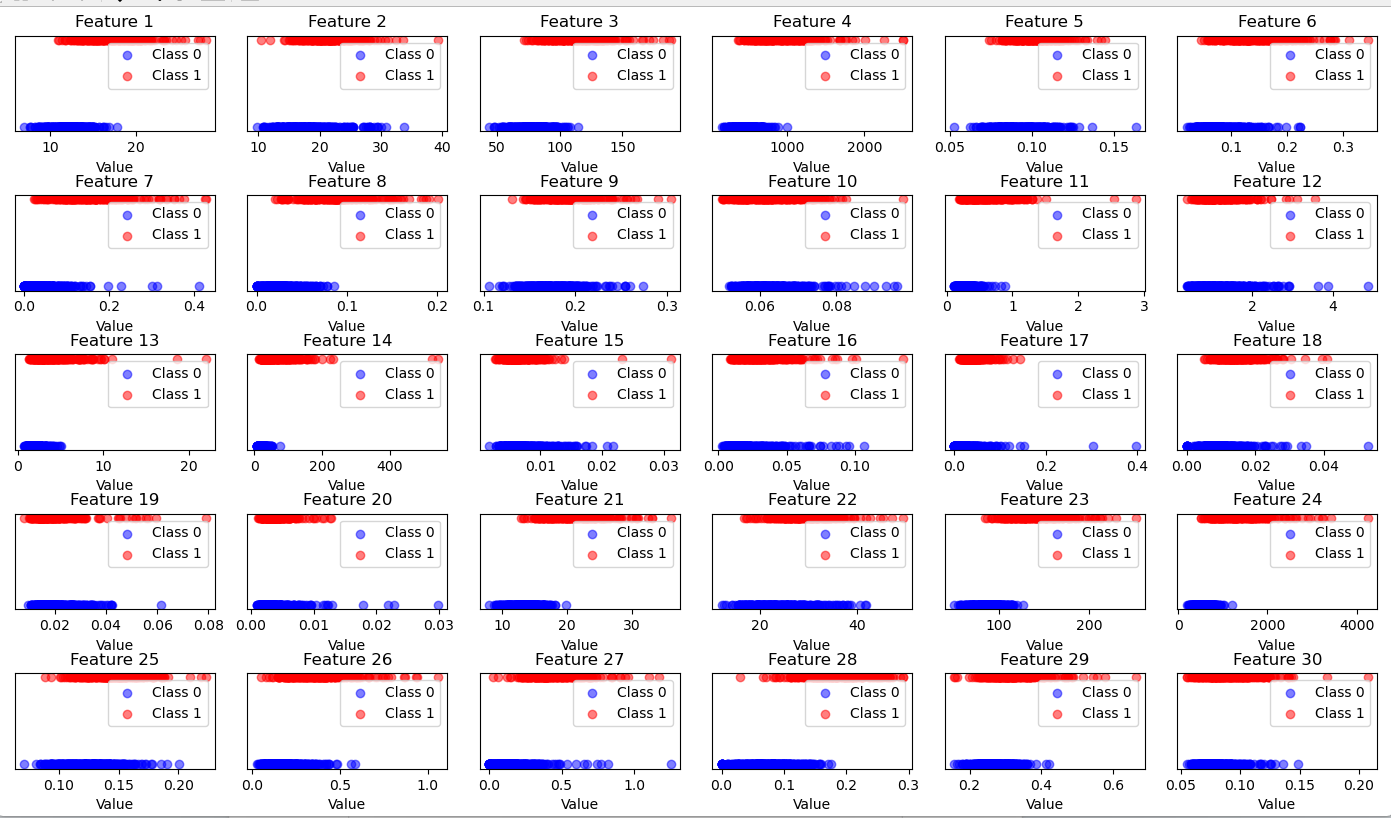 Feature 1 Feature 2 Feature 3 Feature 4 Feature 5 Feature 6
Class 0 Class 0 Class 0 Class 0 Class 0 Class 0
Class 1 Class 1 Class 1 Class 1 Class 1 Class 1
10 20 10 20 30 40 50 100 150 1000 2000 0.05 0.10 0.15 0.1 0.2 0.3
Value Value Value Value Value Value
Feature 7 Feature 8 Feature 9 Feature 10 Feature 11 Feature 12
Class 0 Class 0 Class 0 Class 0 Class 0 Class 0
Class 1 Class 1 Class 1 Class 1 Class 1 Class 1
0.0 0.2 0.4 0.0 0.1 0.2 0.1 0.2 0.3 0.06 0.08 0 1 2 3 2 4
Value Value Value Value Value Value
Feature 13 Feature 14 Feature 15 Feature 16 Feature 17 Feature 18
Class 0 Class 0 Class 0 Class 0 Class 0 Class 0
Class 1 Class 1 Class 1 Class 1 Class 1 Class 1
0 10 20 0 200 400 0.01 0.02 0.03 0.00 0.05 0.10 0.0 0.2 0.4 0.00 0.02 0.04
Value Value Value Value Value Value
Feature 19 Feature 20 Feature 21 Feature 22 Feature 23 Feature 24
Class 0 Class 0 Class 0 Class 0 Class 0 Class 0
Class 1 Class 1 Class 1 Class 1 Class 1 Class 1
0.02 0.04 0.06 0.08 0.00 0.01 0.02 0.03 10 20 30 20 40 100 200 0 2000 4000
Value Value Value Value Value Value
Feature 25 Feature 26 Feature 27 Feature 28 Feature 29 Feature 30
Class 0 Class 0 Class 0 Class 0 Class 0 Class 0
Class 1 Class 1 Class 1 Class 1 Class 1 Class 1
0.10 0.15 0.20 0.0 0.5 1.0 0.0 0.5 1.0 0.0 0.1 0.2 0.3 0.2 0.4 0.6 0.05 0.10 0.15 0.20
Value Value Value Value Value Value